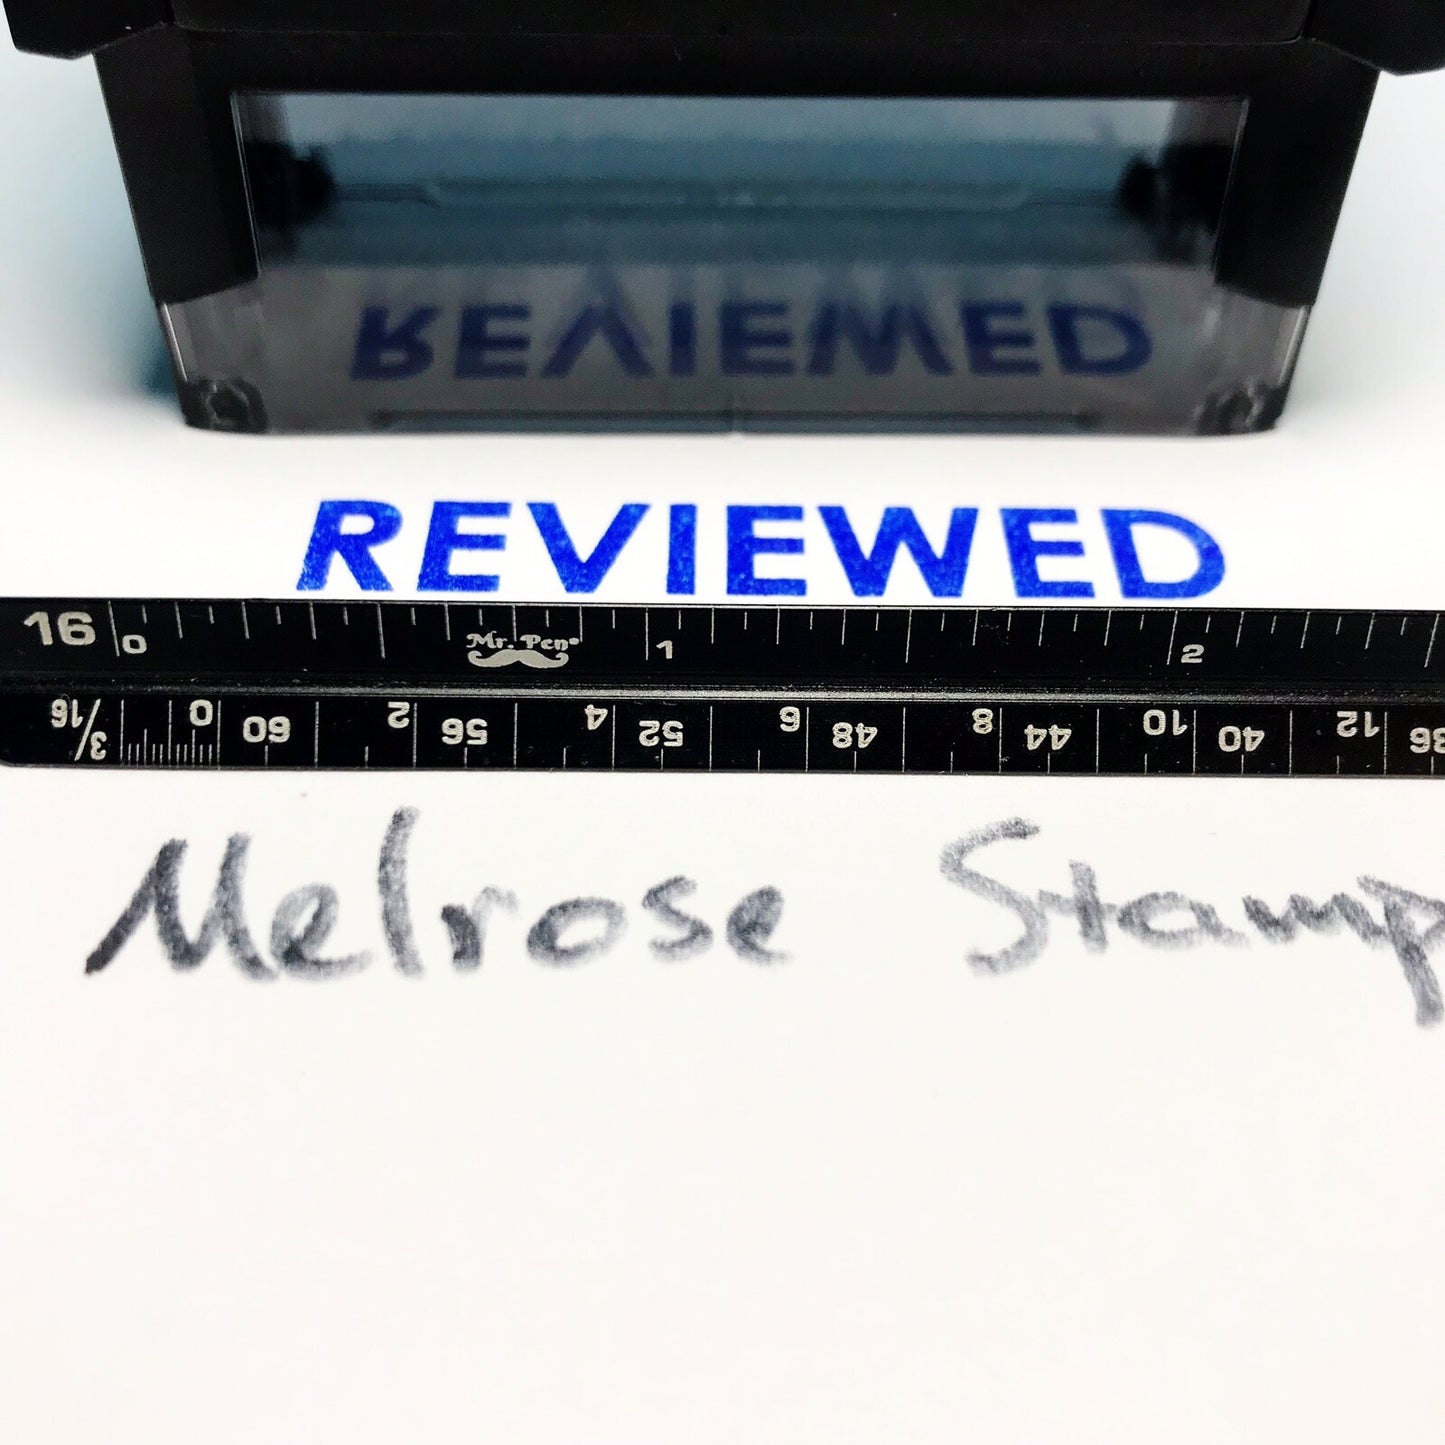 REVIEWED
REVIEWED
16 0 1 2
Mr. Pen®
3/16 0 60 2 56 4 52 6 48 8 44 10 40 12 36
Melrose Stamp